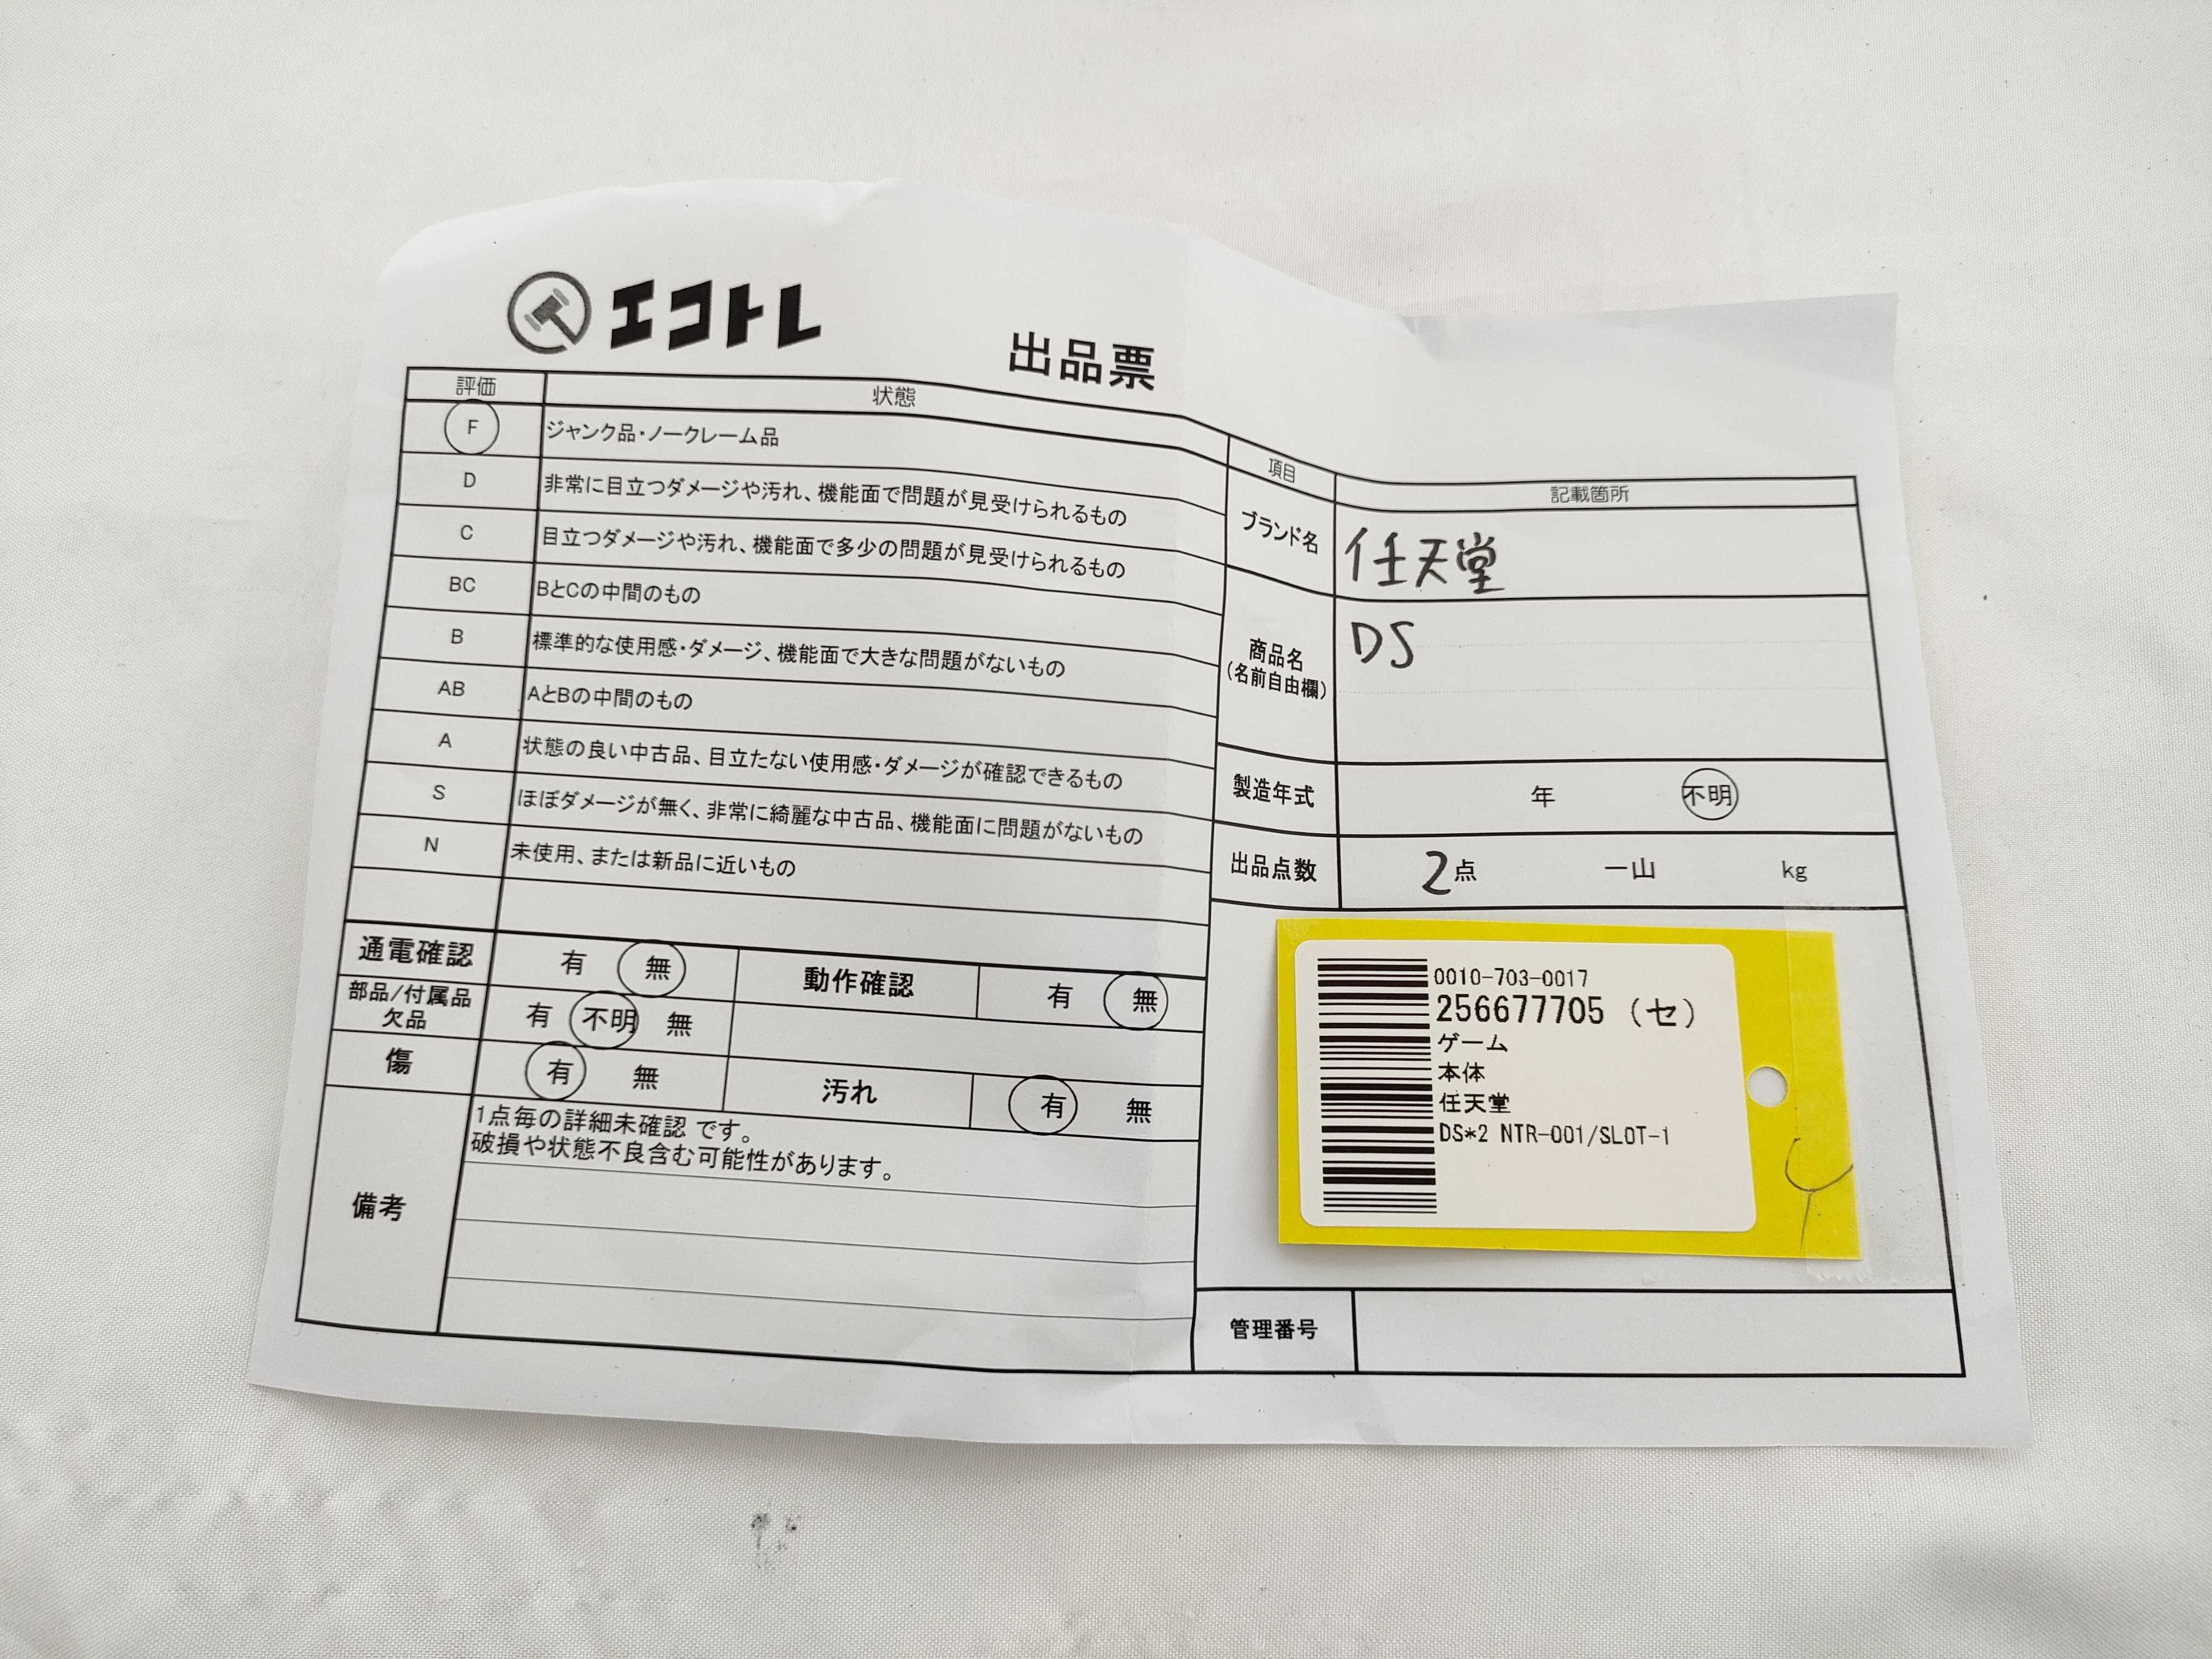 エコトレ
出品票
評価 状態
F ジャンク品・ノークレーム品
D 非常に目立つダメージや汚れ、機能面で問題が見受けられるもの
C 目立つダメージや汚れ、機能面で多少の問題が見受けられるもの
BC BとCの中間のもの
B 標準的な使用感・ダメージ、機能面で大きな問題がないもの
AB AとBの中間のもの
A 状態の良い中古品、目立たない使用感・ダメージが確認できるもの
S ほぼダメージが無く、非常に綺麗な中古品、機能面に問題がないもの
N 未使用、または新品に近いもの
通電確認 有 無 動作確認 有 無
部品/付属品
欠品 有 不明 無
傷 有 無 汚れ 有 無
備考
1点毎の詳細未確認 です。
破損や状態不良含む可能性があります。
項目 記載箇所
ブランド名 任天堂
商品名
(名前自由欄) DS
製造年式 年 不明
出品点数 2点 一山 kg
0010-703-0017
256677705 (セ)
ゲーム
本体
任天堂
DS*2 NTR-001/SLOT-1
管理番号